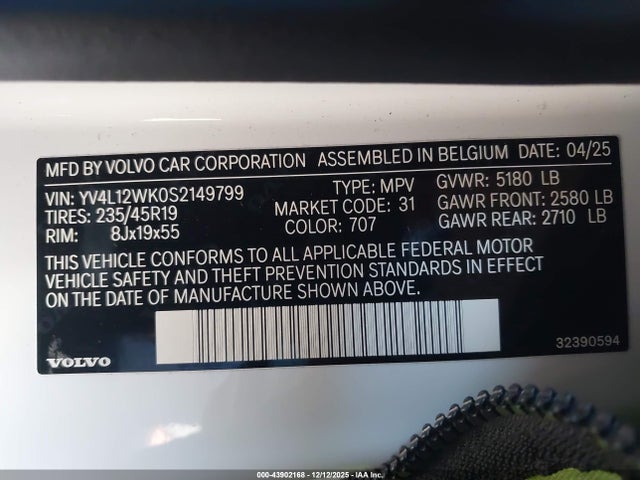 MFD BY VOLVO CAR CORPORATION ASSEMBLED IN BELGIUM 04/25
VIN: YV4L12WK0S2149799 TYPE: MPV GVWR: 5180 LB
TIRES: 235/45R19 MARKET CODE: 31 GAWR FRONT: 2580 LB
RIM: 8Jx19x55 COLOR: 707 GAWR REAR: 2710 LB
THIS VEHICLE CONFORMS TO ALL APPLICABLE FEDERAL MOTOR
VEHICLE SAFETY AND THEFT PREVENTION STANDARDS IN EFFECT
ON THE DATE OF MANUFACTURE SHOWN ABOVE.
VOLVO 32390594
000-43902168 - 12/12/2025 - IAA Inc.